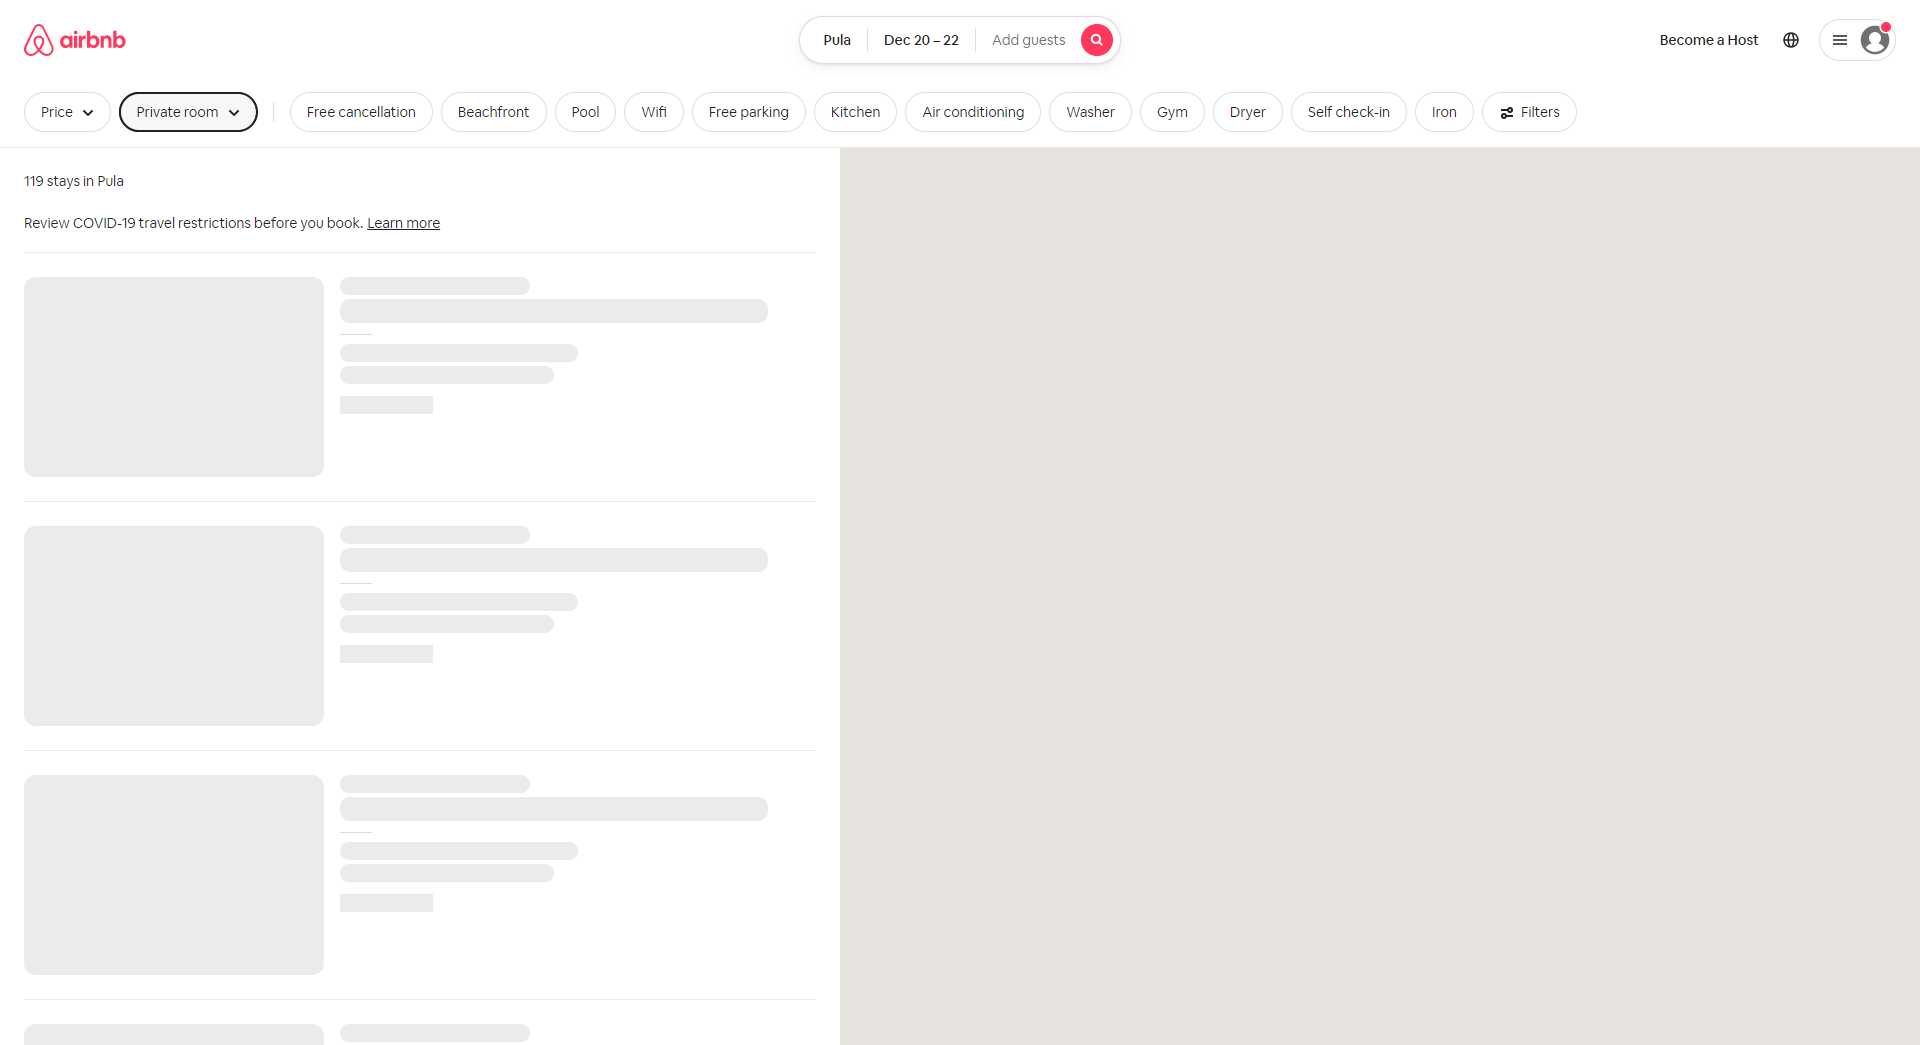 airbnb
Pula
Dec 20 – 22
Add guests
Become a Host
Price
Private room
Free cancellation
Beachfront
Pool
Wifi
Free parking
Kitchen
Air conditioning
Washer
Gym
Dryer
Self check-in
Iron
Filters
119 stays in Pula
Review COVID-19 travel restrictions before you book. Learn more